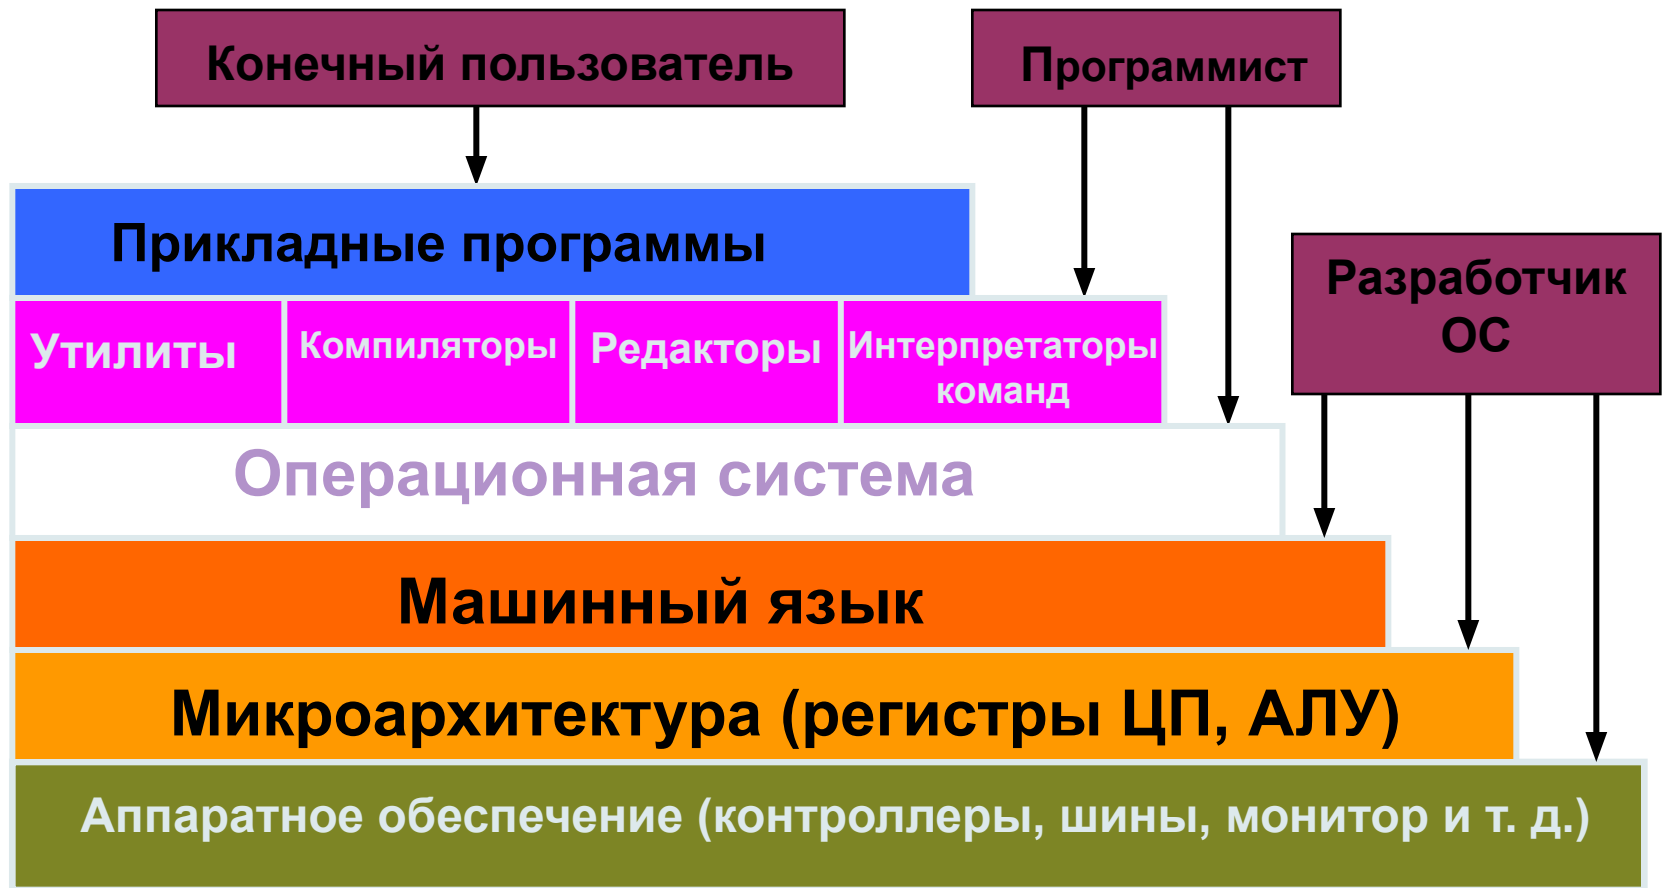 Конечный пользователь
Программист
Прикладные программы
Разработчик
ОС
Утилиты
Компиляторы
Редакторы
Интерпретаторы
команд
Операционная система
Машинный язык
Микроархитектура (регистры ЦП, АЛУ)
Аппаратное обеспечение (контроллеры, шины, монитор и т. д.)